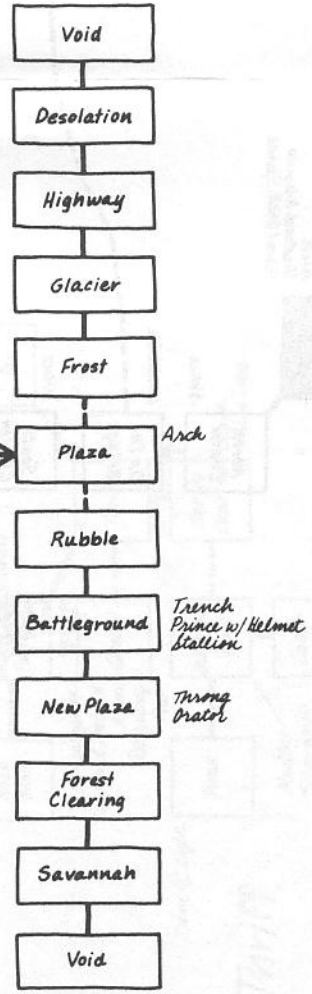 Void
Desolation
Highway
Glacier
Frost
Plaza
Arch
Rubble
Battleground
Trench
Prince w/Helmet
Stallion
New Plaza
Throng
Orator
Forest
Clearing
Savannah
Void